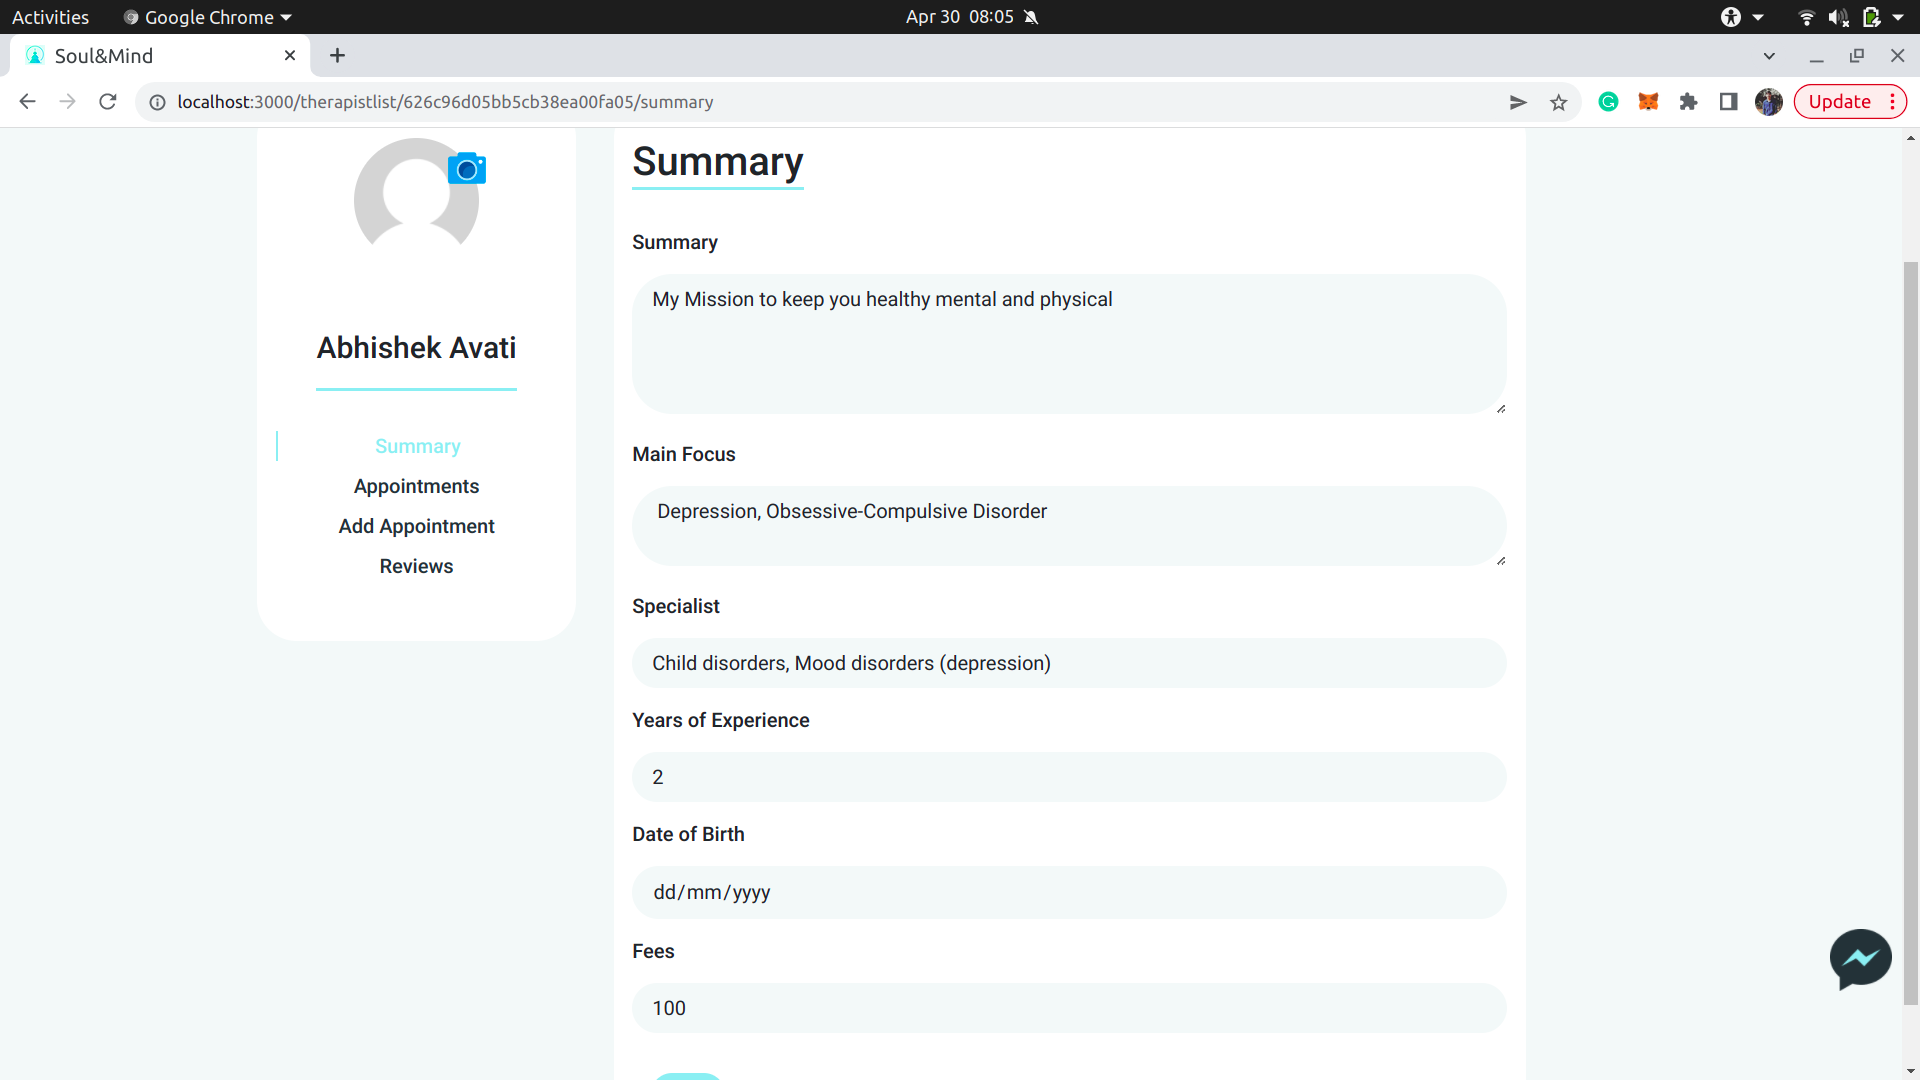 Activities
Google Chrome
Apr 30 08:05
Soul&Mind
localhost:3000/therapistlist/626c96d05bb5cb38ea00fa05/summary
Update
Summary
Abhishek Avati
Summary
Appointments
Add Appointment
Reviews
Summary
My Mission to keep you healthy mental and physical
Main Focus
Depression, Obsessive-Compulsive Disorder
Specialist
Child disorders, Mood disorders (depression)
Years of Experience
2
Date of Birth
dd/mm/yyyy
Fees
100